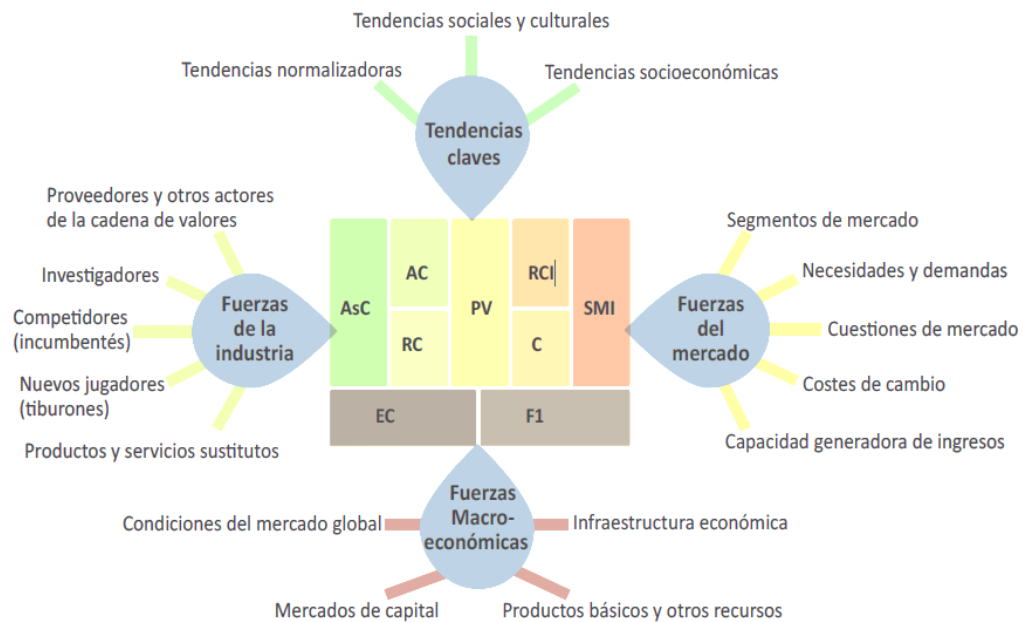 Tendencias sociales y culturales
Tendencias normalizadoras
Tendencias socioeconómicas
Tendencias
claves
Proveedores y otros actores
de la cadena de valores
Investigadores
Competidores
(incumbentés)
Nuevos jugadores
(tiburones)
Productos y servicios sustitutos
Fuerzas
de la
industria
AsC
AC
RC
PV
RCI
C
SMI
EC
F1
Fuerzas
del
mercado
Segmentos de mercado
Necesidades y demandas
Cuestiones de mercado
Costes de cambio
Capacidad generadora de ingresos
Fuerzas
Macro-
económicas
Condiciones del mercado global
Infraestructura económica
Mercados de capital
Productos básicos y otros recursos